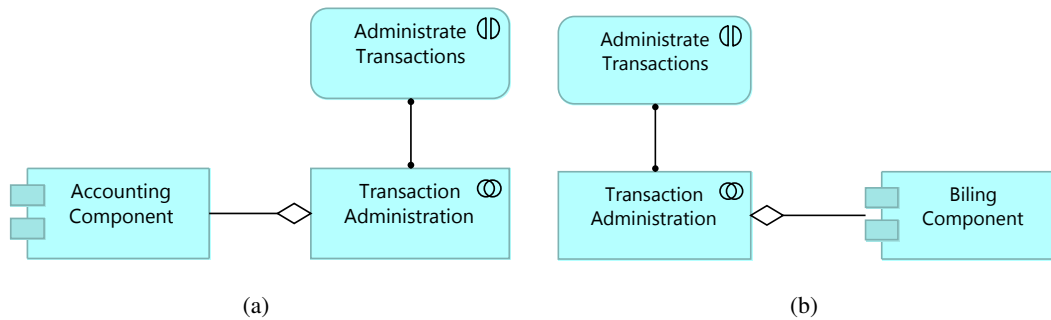 Administrate
Transactions
Accounting
Component
Transaction
Administration
(a)
Administrate
Transactions
Transaction
Administration
Biling
Component
(b)